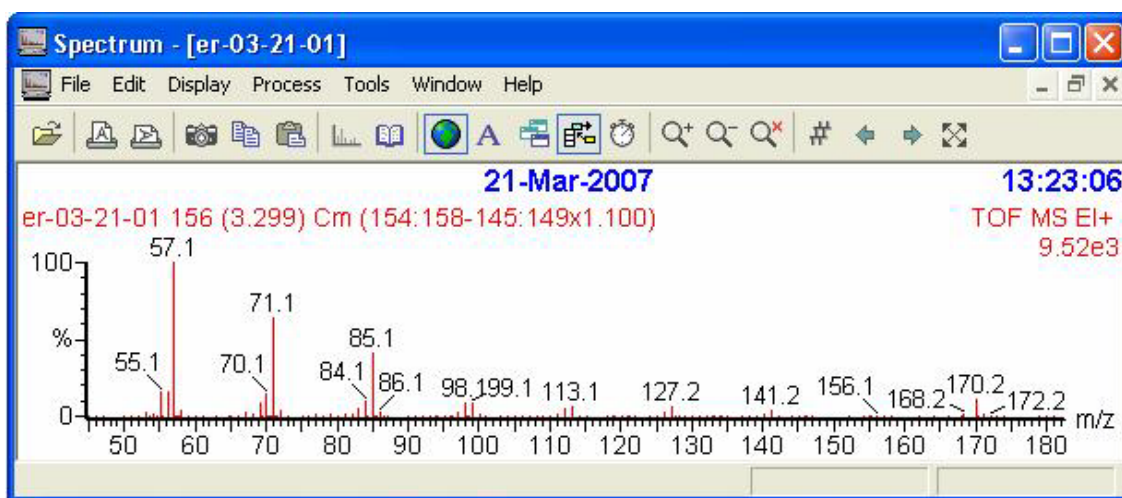 Spectrum - [er-03-21-01]
File Edit Display Process Tools Window Help
A A A #
21-Mar-2007 13:23:06
er-03-21-01 156 (3.299) Cm (154:158-145:149x1.100) TOF MS EI+
9.52e3
100
%
0
57.1
71.1
85.1
55.1
70.1
84.1
86.1
98.1
99.1
113.1
127.2
141.2
156.1
168.2
170.2
172.2
m/z
50 60 70 80 90 100 110 120 130 140 150 160 170 180